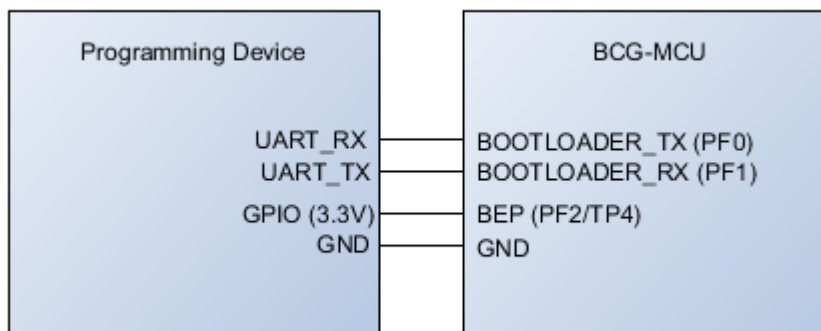 Programming Device
BCG-MCU
UART_RX
BOOTLOADER_TX (PF0)
UART_TX
BOOTLOADER_RX (PF1)
GPIO (3.3V)
BEP (PF2/TP4)
GND
GND